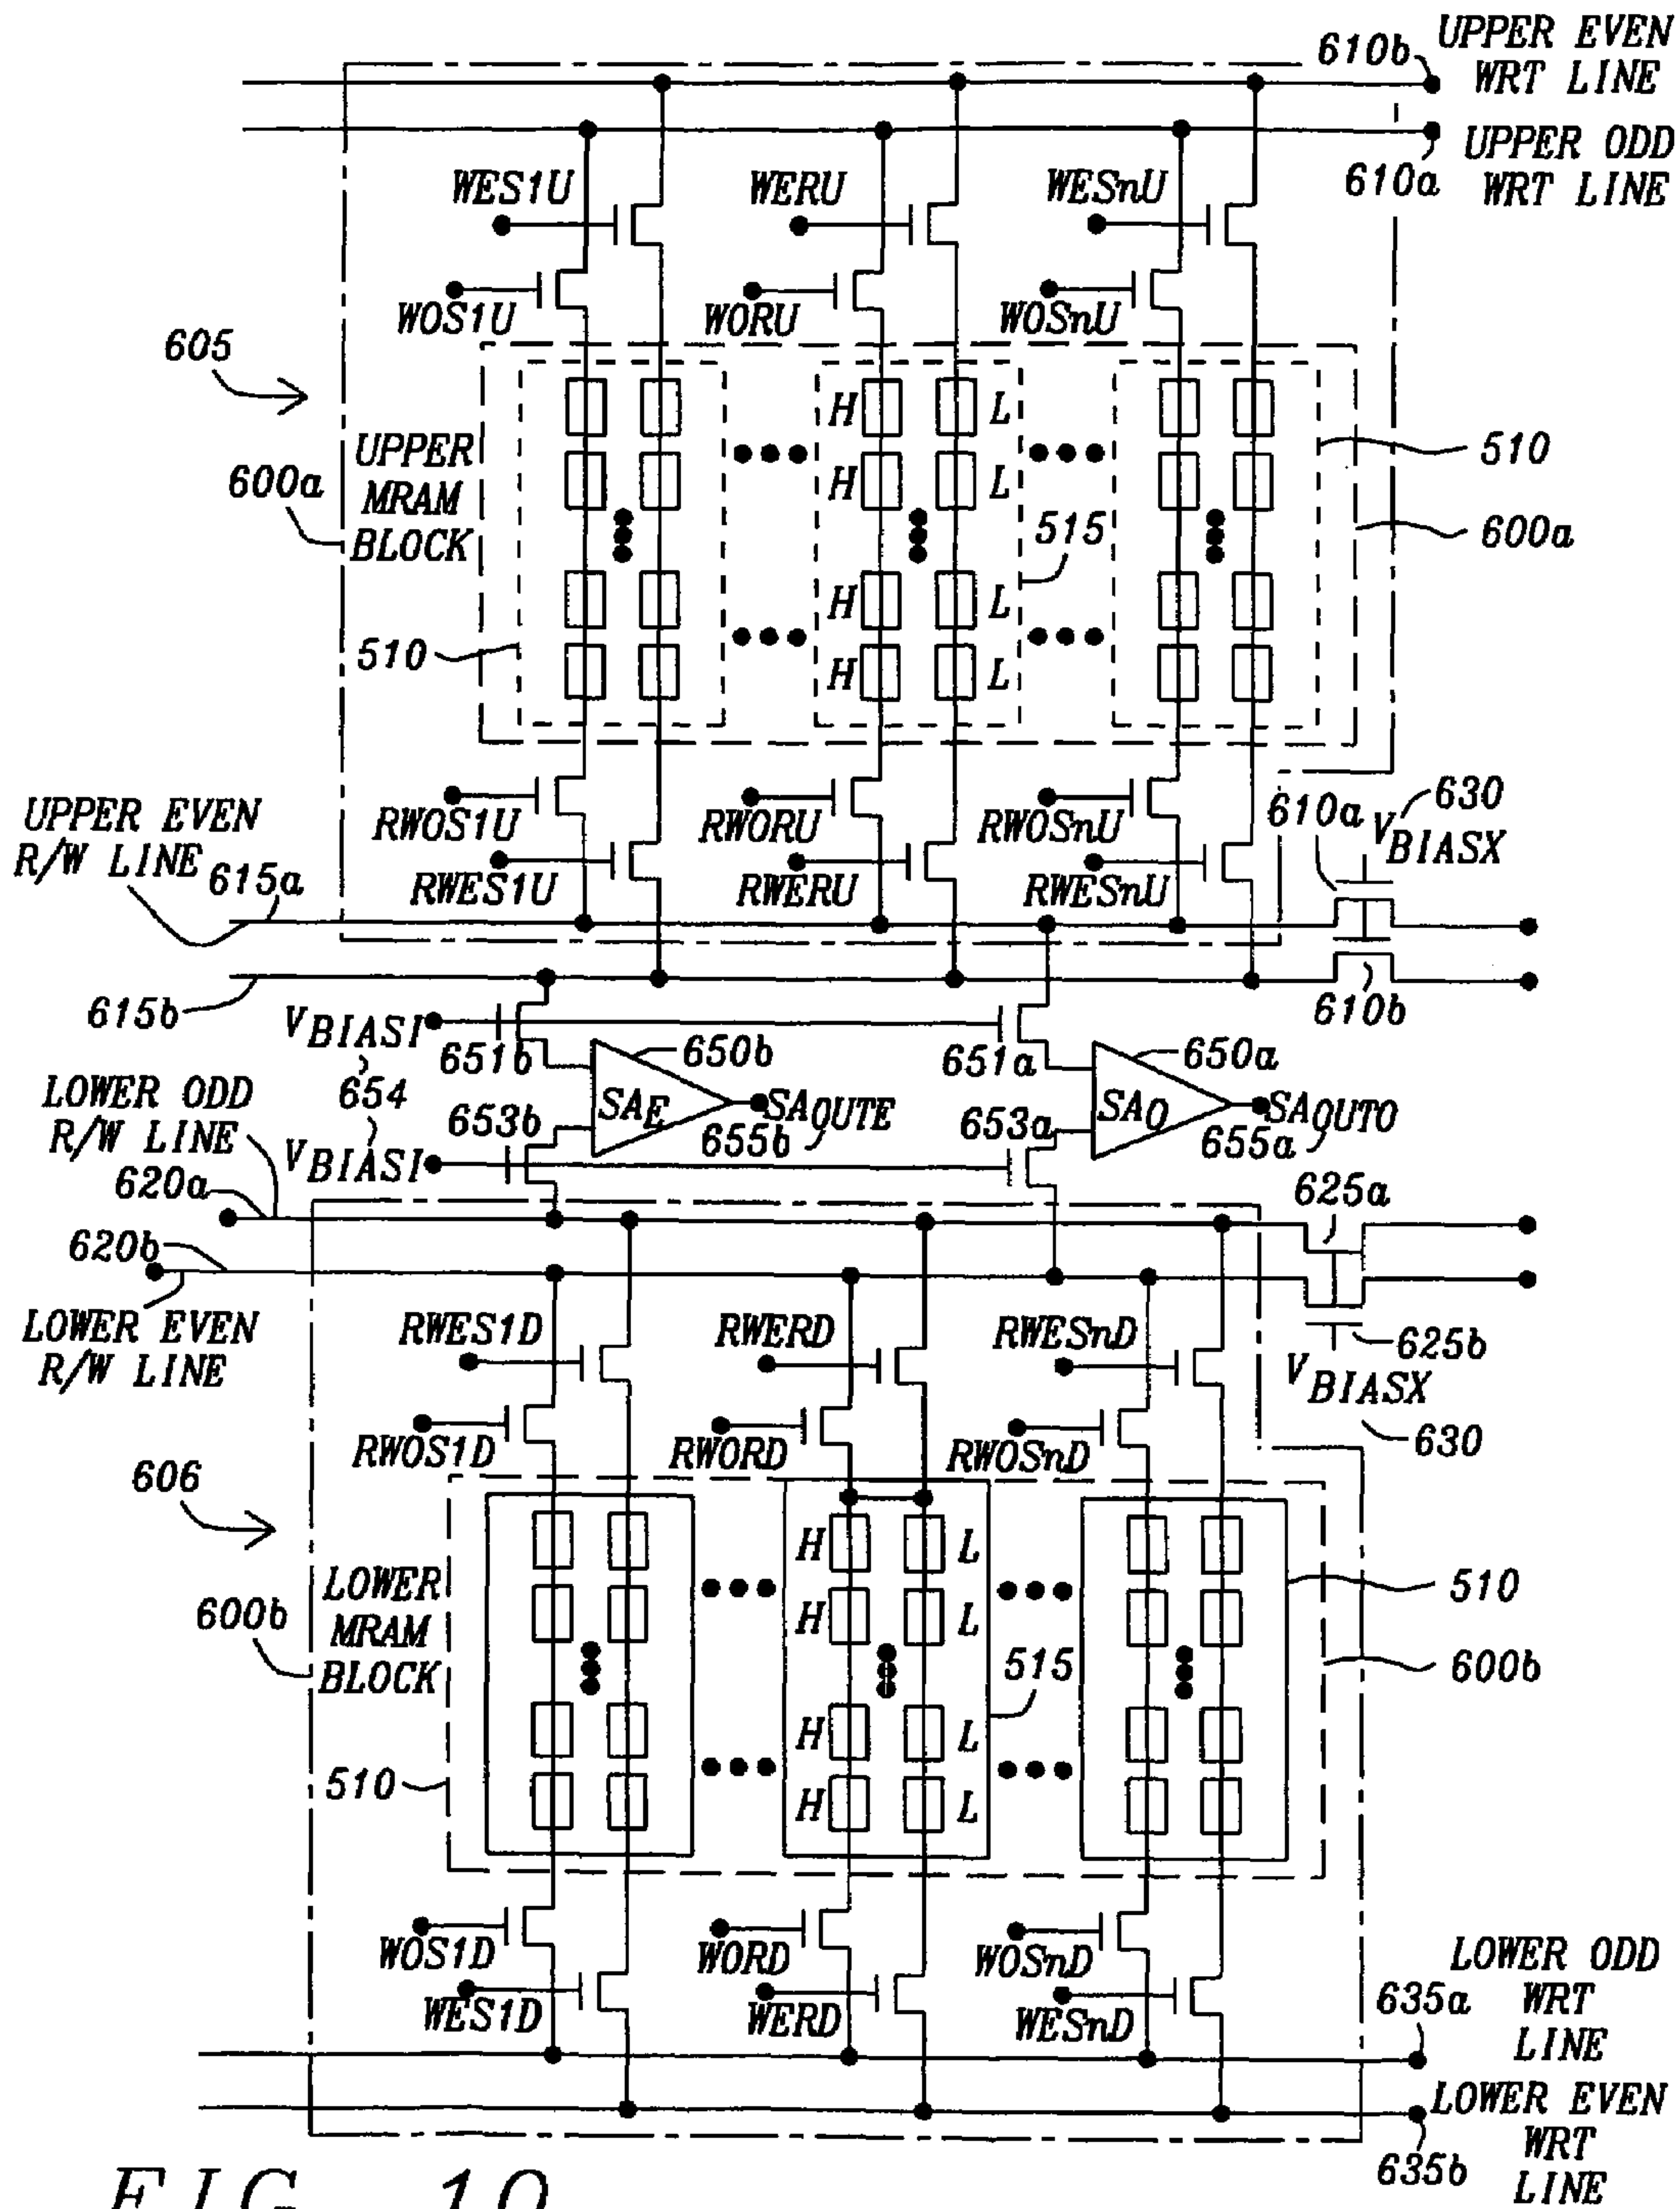 610b UPPER EVEN
WRT LINE
UPPER ODD
610a WRT LINE
WES1U WERU WESnU
WOS1U WORU WOSnU
605
H L
UPPER 510
600a MRAM H L
BLOCK 515 600a
H L
510 H L
630
UPPER EVEN RWOS1U RWORU RWOSnU 610a VBIASX
R/W LINE 615a RWES1U RWERU RWESnU
615b 610b
VBIASI 651b 650b 651a 650a
LOWER ODD 654 SAE SAOUTE SAO SAOUTO
R/W LINE 653b 655b 653a 655a
VBIASI
620a 625a
620b
LOWER EVEN RWES1D RWERD RWESnD 625b
R/W LINE VBIASX
RWOS1D RWORD RWOSnD 630
606
H L
LOWER 510
600b MRAM H L
BLOCK 515 600b
H L
510 H L
WOS1D WORD WOSnD LOWER ODD
WES1D WERD WESnD 635a WRT
LINE
LOWER EVEN
WRT
635b LINE
FIG. 10